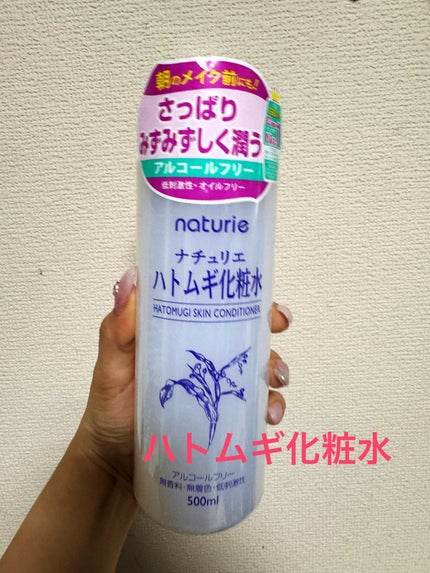 朝のメイク前にも!!
さっぱり
みずみずしく潤う
アルコールフリー
低刺激性・オイルフリー
naturie
ナチュリエ
ハトムギ化粧水
HATOMUGI SKIN CONDITIONER
ハトムギ化粧水
アルコールフリー
無香料・無着色・低刺激性
500ml